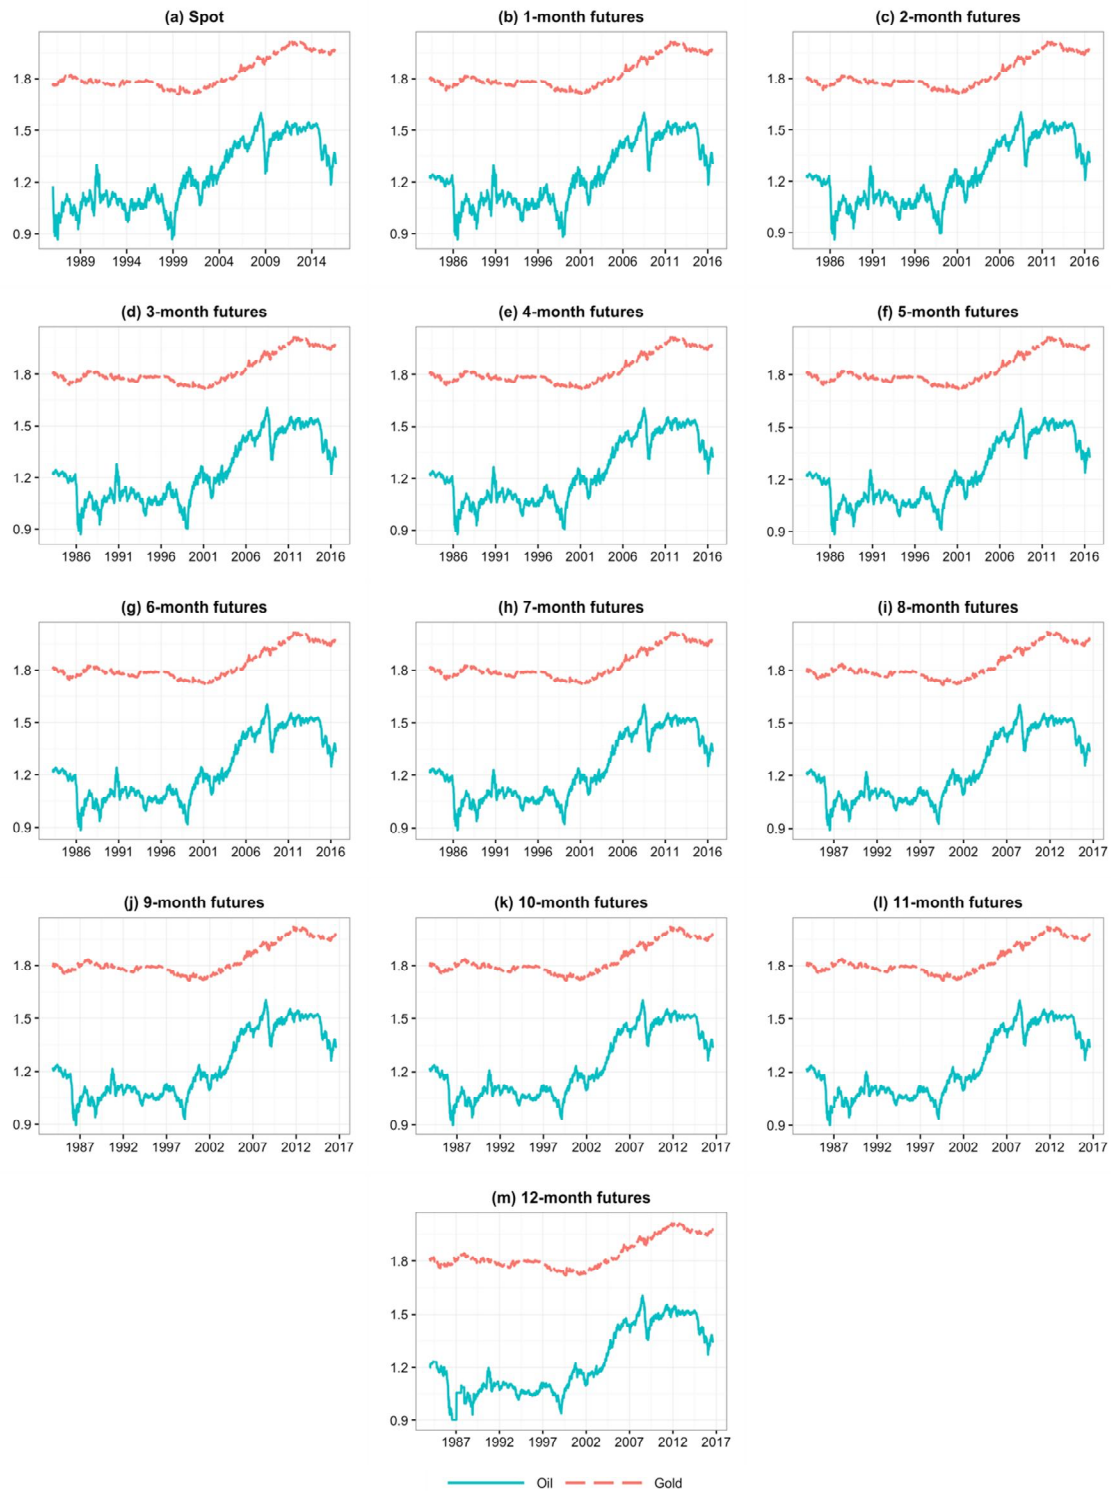 (a) Spot
1.8
1.5
1.2
0.9
1989 1994 1999 2004 2009 2014
(b) 1-month futures
1.8
1.5
1.2
0.9
1986 1991 1996 2001 2006 2011 2016
(c) 2-month futures
1.8
1.5
1.2
0.9
1986 1991 1996 2001 2006 2011 2016
(d) 3-month futures
1.8
1.5
1.2
0.9
1986 1991 1996 2001 2006 2011 2016
(e) 4-month futures
1.8
1.5
1.2
0.9
1986 1991 1996 2001 2006 2011 2016
(f) 5-month futures
1.8
1.5
1.2
0.9
1986 1991 1996 2001 2006 2011 2016
(g) 6-month futures
1.8
1.5
1.2
0.9
1986 1991 1996 2001 2006 2011 2016
(h) 7-month futures
1.8
1.5
1.2
0.9
1986 1991 1996 2001 2006 2011 2016
(i) 8-month futures
1.8
1.5
1.2
0.9
1987 1992 1997 2002 2007 2012 2017
(j) 9-month futures
1.8
1.5
1.2
0.9
1987 1992 1997 2002 2007 2012 2017
(k) 10-month futures
1.8
1.5
1.2
0.9
1987 1992 1997 2002 2007 2012 2017
(l) 11-month futures
1.8
1.5
1.2
0.9
1987 1992 1997 2002 2007 2012 2017
(m) 12-month futures
1.8
1.5
1.2
0.9
1987 1992 1997 2002 2007 2012 2017
Oil Gold